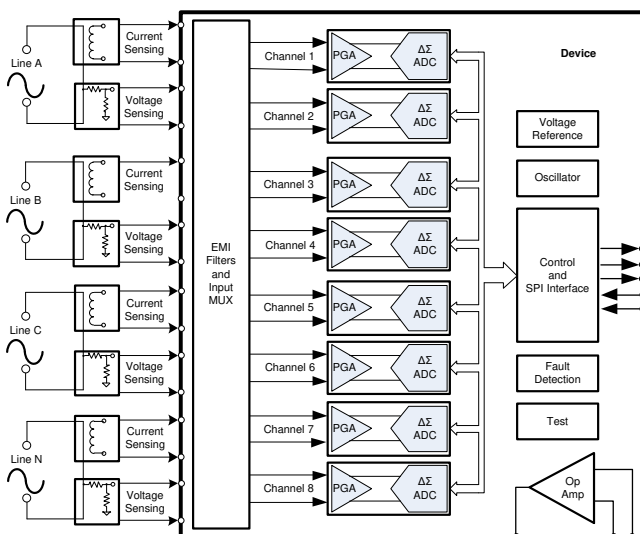 Line A
Current
Sensing
Voltage
Sensing
Line B
Current
Sensing
Voltage
Sensing
Line C
Current
Sensing
Voltage
Sensing
Line N
Current
Sensing
Voltage
Sensing
EMI
Filters
and
Input
MUX
Channel 1
PGA
ΔΣ
ADC
Channel 2
PGA
ΔΣ
ADC
Channel 3
PGA
ΔΣ
ADC
Channel 4
PGA
ΔΣ
ADC
Channel 5
PGA
ΔΣ
ADC
Channel 6
PGA
ΔΣ
ADC
Channel 7
PGA
ΔΣ
ADC
Channel 8
PGA
ΔΣ
ADC
Device
Voltage
Reference
Oscillator
Control
and
SPI Interface
Fault
Detection
Test
Op
Amp